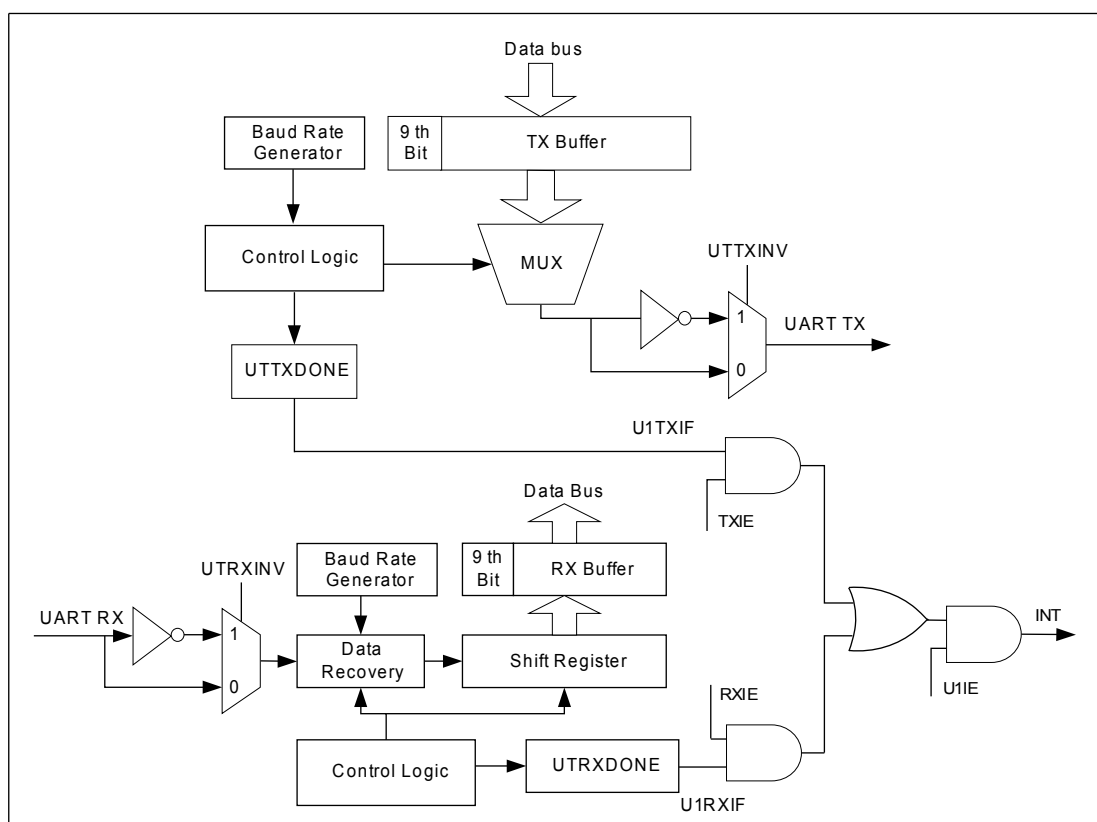 Data bus
Baud Rate
Generator
9 th
Bit
TX Buffer
Control Logic
MUX
UTTXINV
1
0
UART TX
UTTXDONE
U1TXIF
TXIE
Data Bus
Baud Rate
Generator
9 th
Bit
RX Buffer
UTRXINV
UART RX
1
0
Data
Recovery
Shift Register
INT
U1IE
RXIE
Control Logic
UTRXDONE
U1RXIF